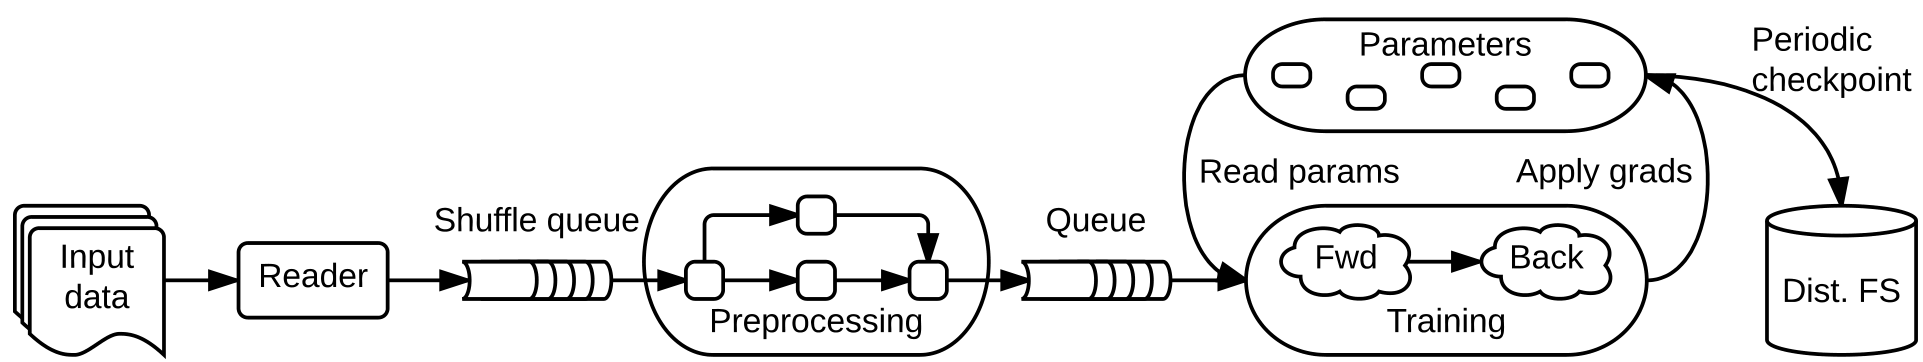 Input
data
Reader
Shuffle queue
Preprocessing
Queue
Parameters
Read params
Apply grads
Fwd
Back
Training
Periodic
checkpoint
Dist. FS